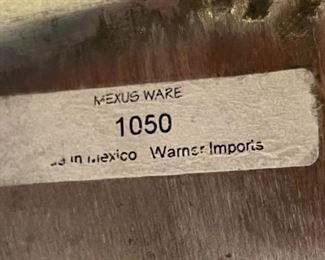 MEXUS WARE
1050
in Mexico Warner Imports